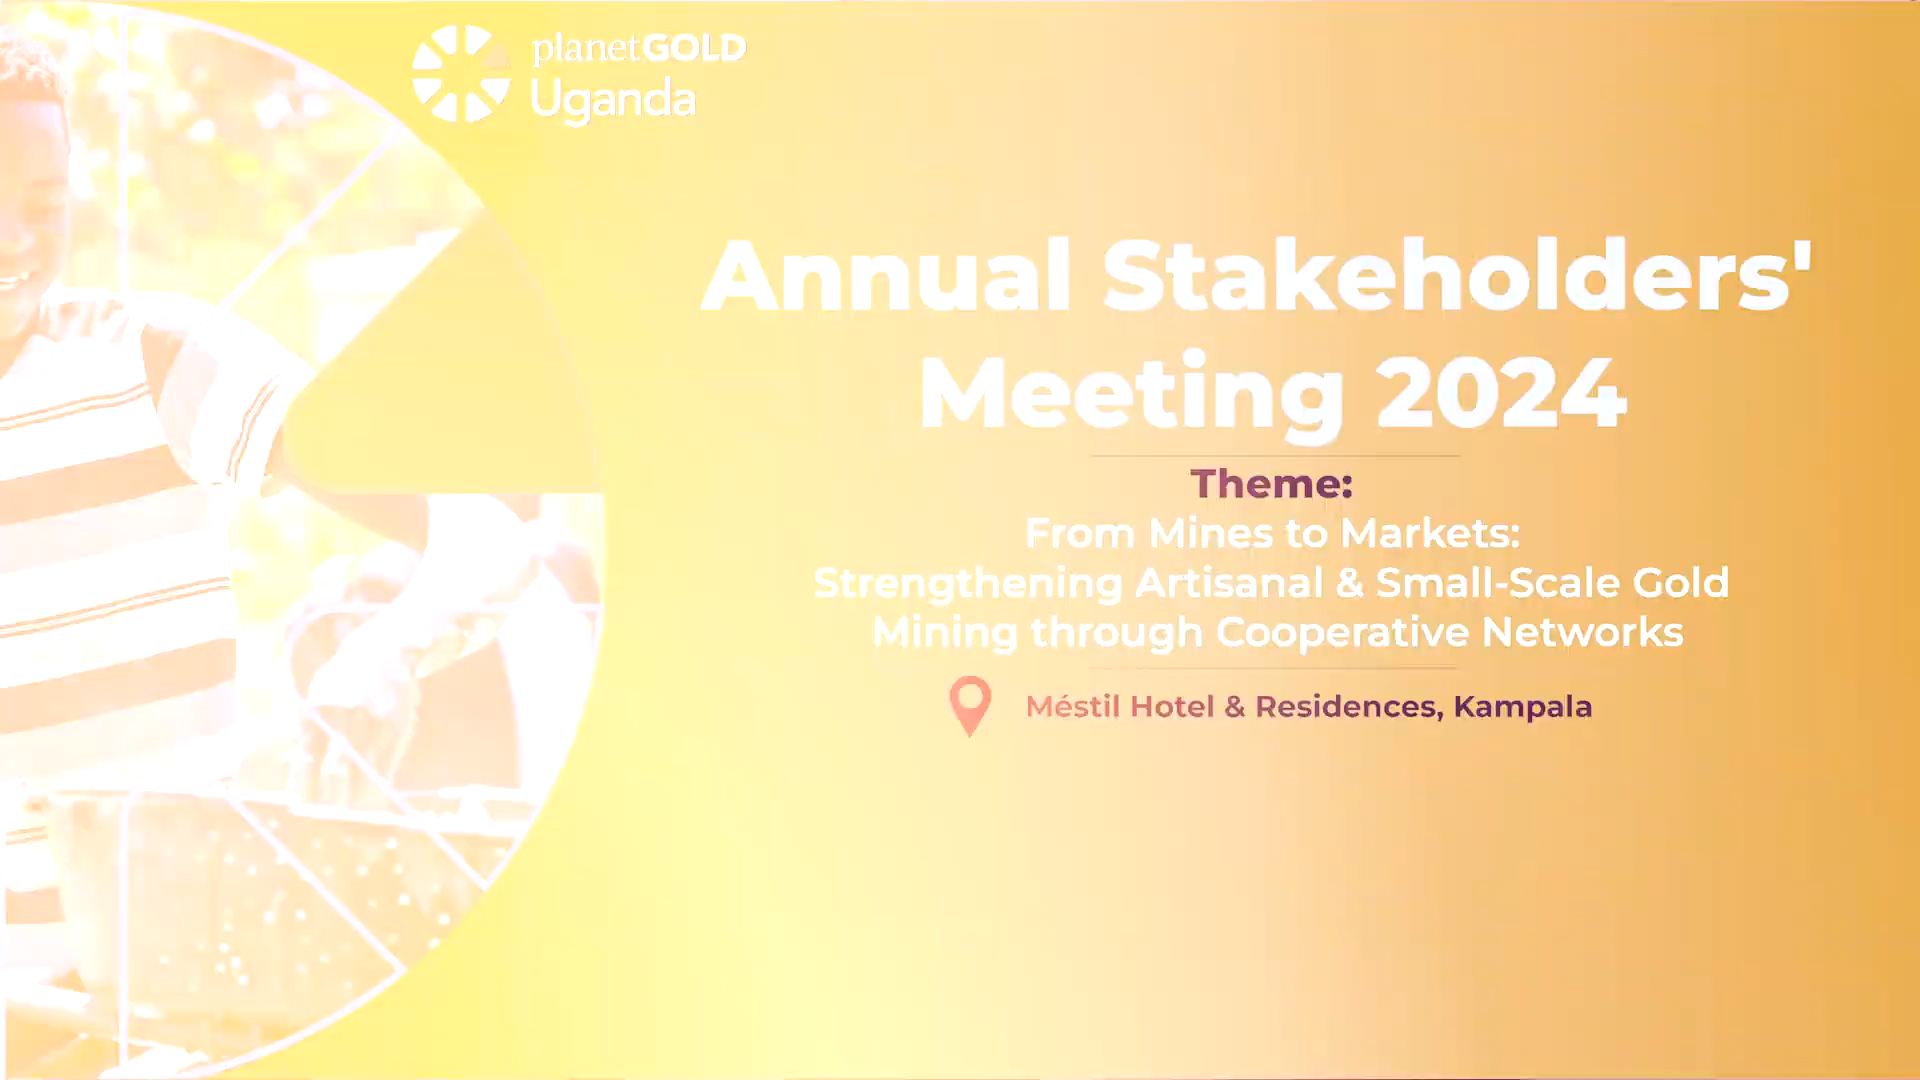 planetGOLD
Uganda
Annual Stakeholders'
Meeting 2024
Theme:
From Mines to Markets:
Strengthening Artisanal & Small-Scale Gold
Mining through Cooperative Networks
Méstil Hotel & Residences, Kampala